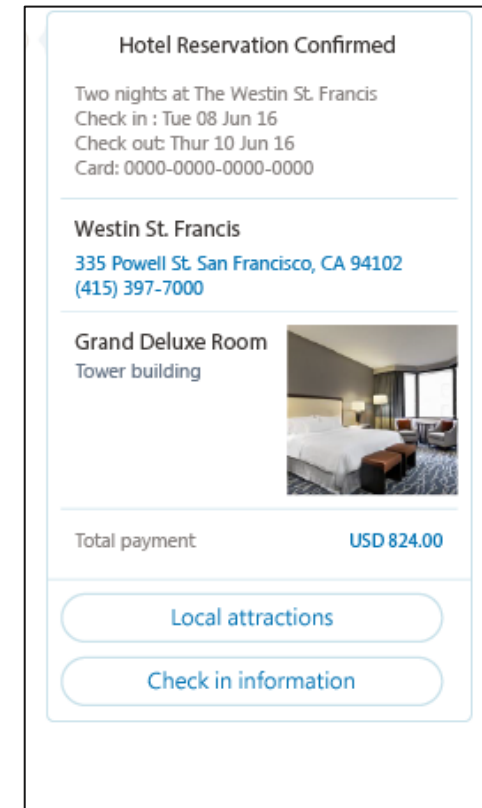 Hotel Reservation Confirmed
Two nights at The Westin St. Francis
Check in : Tue 08 Jun 16
Check out: Thur 10 Jun 16
Card: 0000-0000-0000-0000
Westin St. Francis
335 Powell St. San Francisco, CA 94102
(415) 397-7000
Grand Deluxe Room
Tower building
Total payment USD 824.00
Local attractions
Check in information